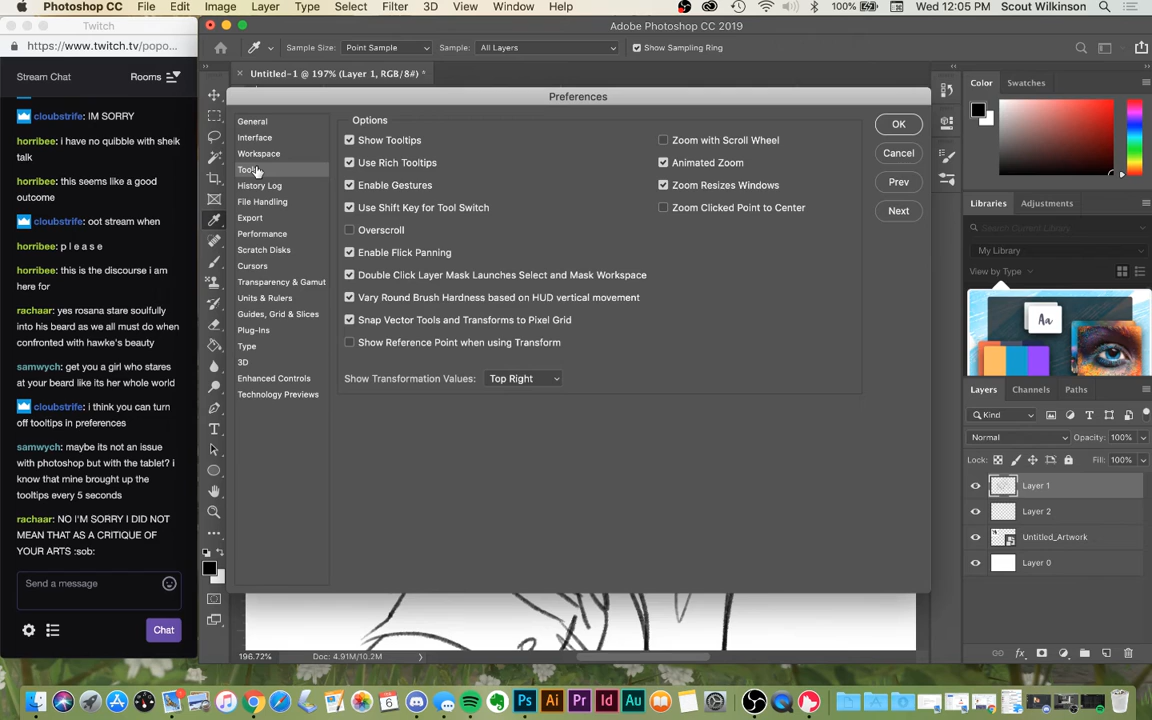 Photoshop CC File Edit Image Layer Type Select Filter 3D View Window Help 100% Wed 12:05 PM Scout Wilkinson
Twitch
https://www.twitch.tv/popo...
Stream Chat Rooms
cloubstrife: IM SORRY
horribee: i have no quibble with sheik
talk
horribee: this seems like a good
outcome
cloubstrife: oot stream when
horribee: p l e a s e
horribee: this is the discourse i am
here for
rachaar: yes rosana stare soulfully
into his beard as we all must do when
confronted with hawke's beauty
samwych: get you a girl who stares
at your beard like its her whole world
cloubstrife: i think you can turn
off tooltips in preferences
samwych: maybe its not an issue
with photoshop but with the tablet? i
know that mine brought up the
tooltips every 5 seconds
rachaar: NO I'M SORRY I DID NOT
MEAN THAT AS A CRITIQUE OF
YOUR ARTS :sob:
Send a message
Chat
Adobe Photoshop CC 2019
Sample Size: Point Sample Sample: All Layers Show Sampling Ring
Untitled-1 @ 197% (Layer 1, RGB/8#) *
Preferences
General
Interface
Workspace
Tools
History Log
File Handling
Export
Performance
Scratch Disks
Cursors
Transparency & Gamut
Units & Rulers
Guides, Grid & Slices
Plug-Ins
Type
3D
Enhanced Controls
Technology Previews
Options
Show Tooltips
Use Rich Tooltips
Enable Gestures
Use Shift Key for Tool Switch
Overscroll
Enable Flick Panning
Double Click Layer Mask Launches Select and Mask Workspace
Vary Round Brush Hardness based on HUD vertical movement
Snap Vector Tools and Transforms to Pixel Grid
Show Reference Point when using Transform
Show Transformation Values: Top Right
Zoom with Scroll Wheel
Animated Zoom
Zoom Resizes Windows
Zoom Clicked Point to Center
OK
Cancel
Prev
Next
196.72% Doc: 4.91M/10.2M
Color Swatches
Libraries Adjustments
Search Current Library
My Library
View by Type
Aa
Layers Channels Paths
Kind
Normal Opacity: 100%
Lock: Fill: 100%
Layer 1
Layer 2
Untitled_Artwork
Layer 0
fx
6 Ps Ai Pr Id Au